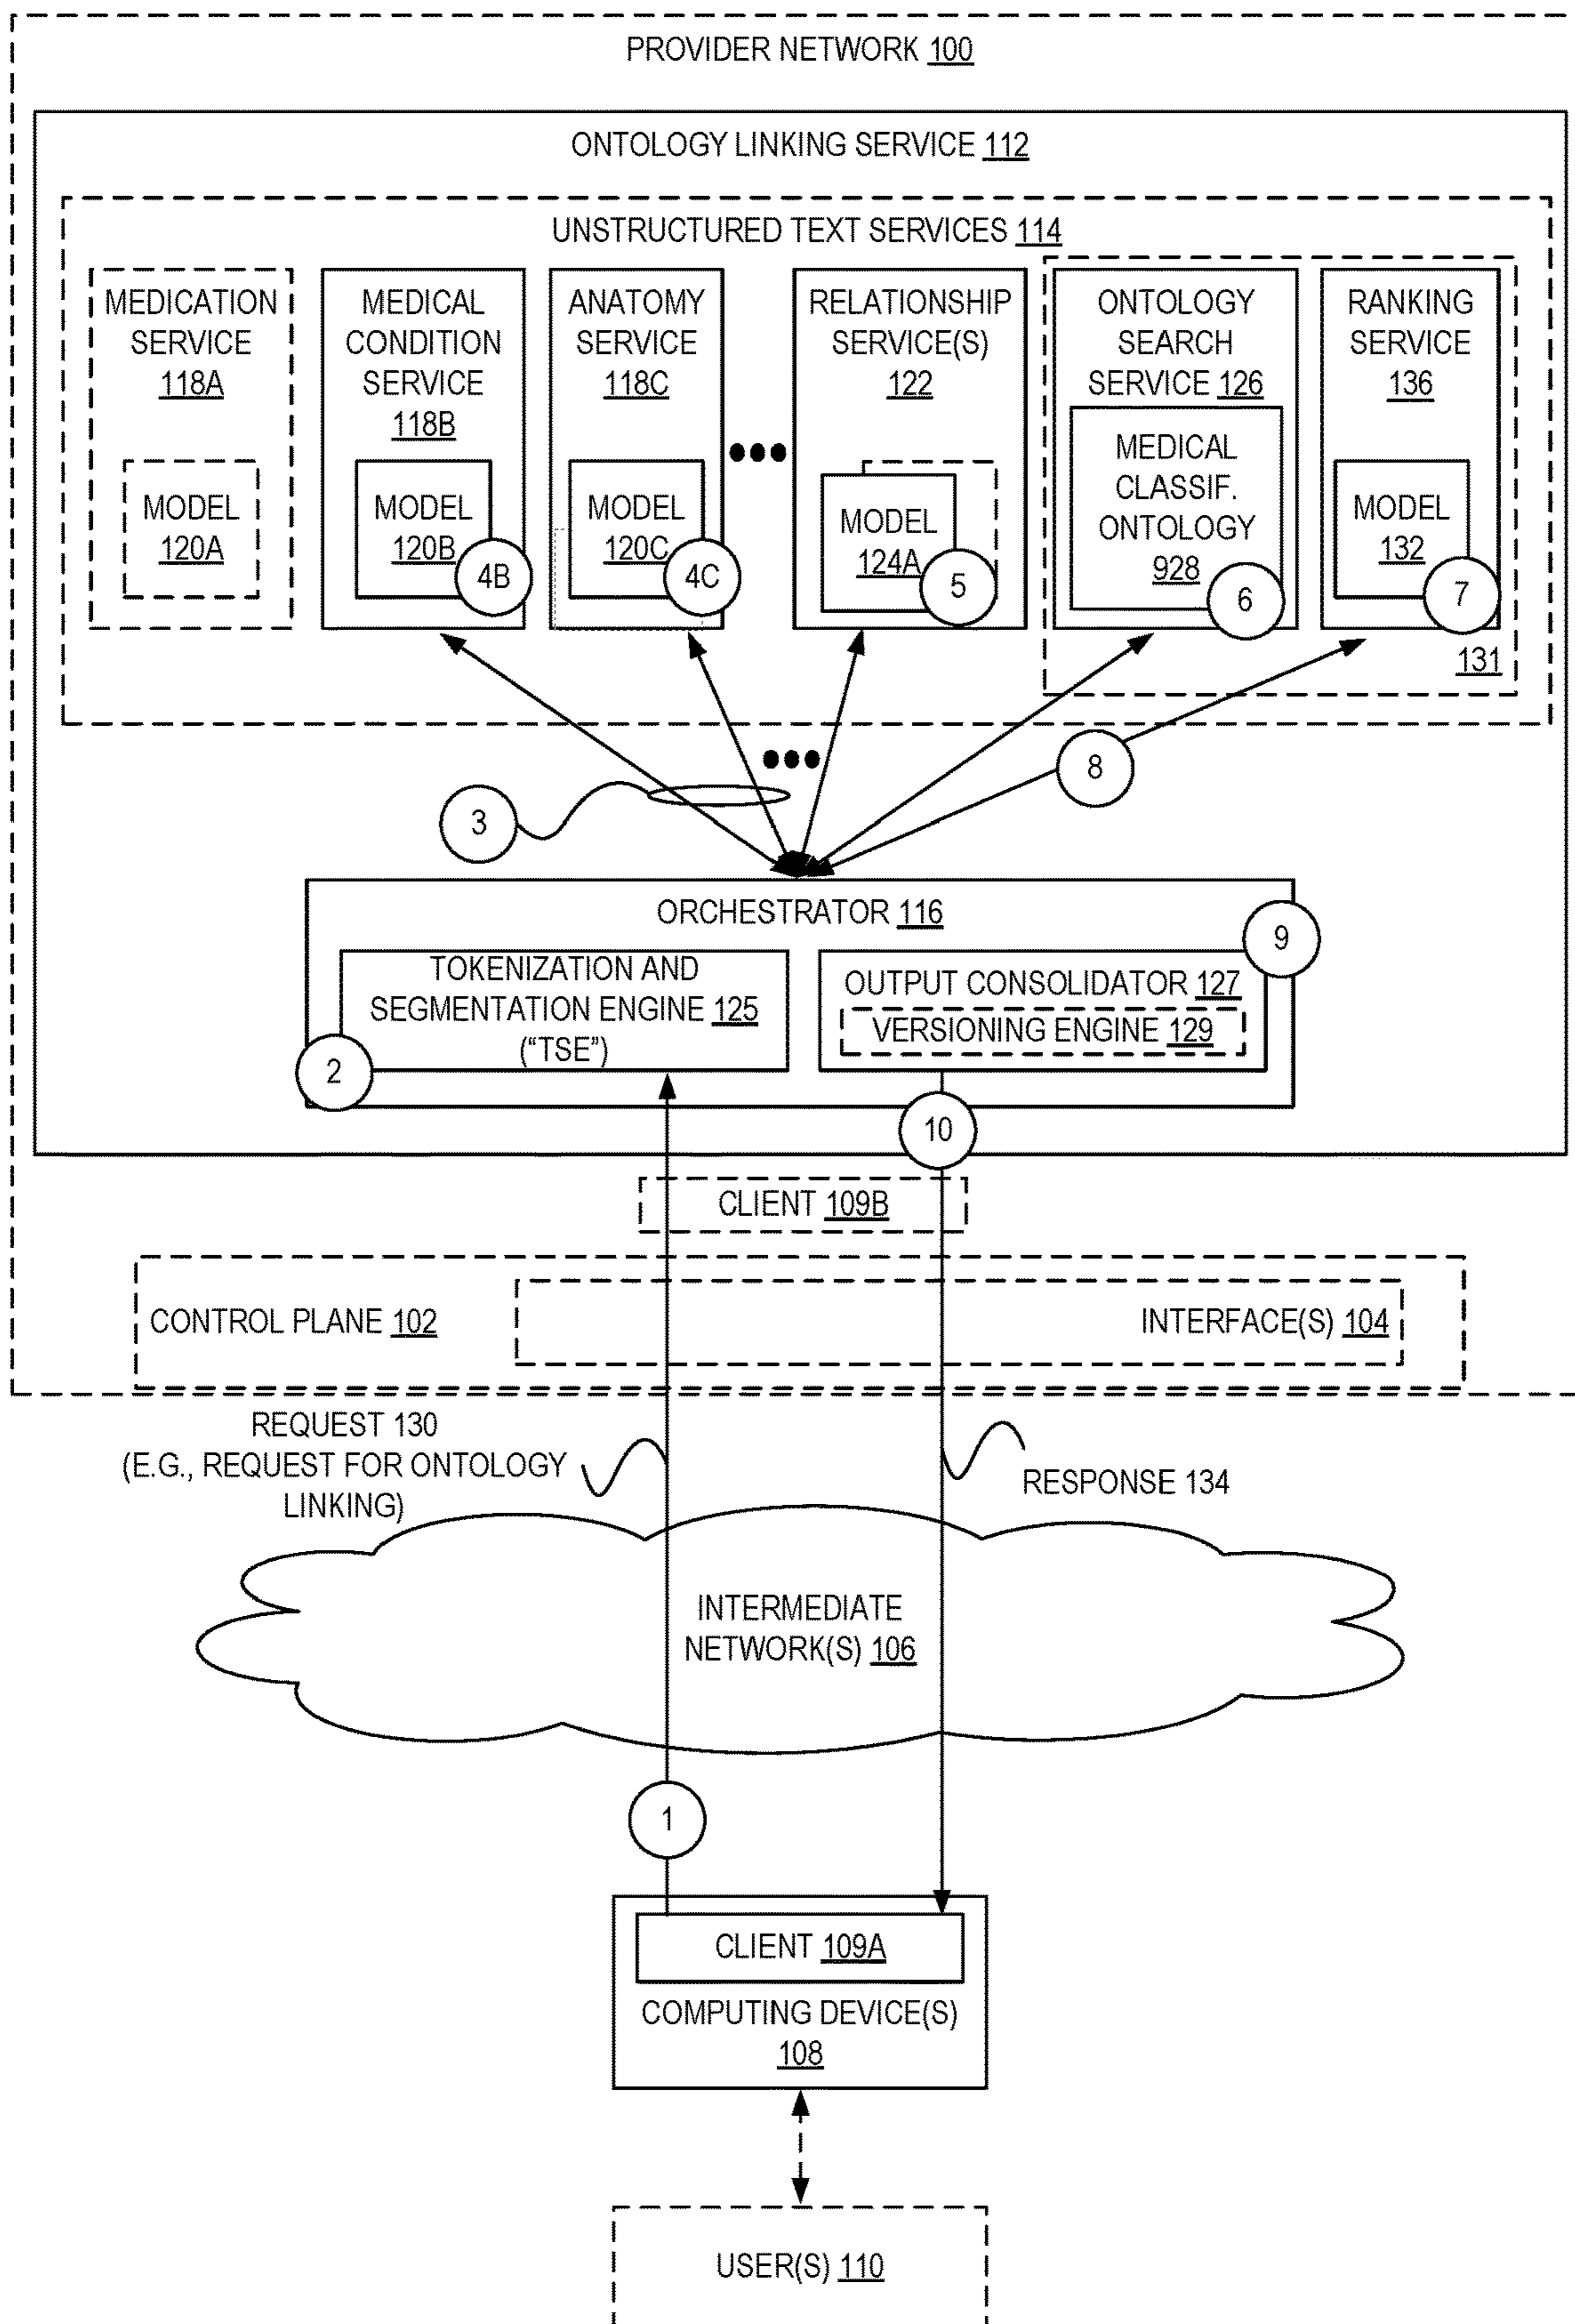 PROVIDER NETWORK 100
ONTOLOGY LINKING SERVICE 112
UNSTRUCTURED TEXT SERVICES 114
MEDICATION
SERVICE
118A
MODEL
120A
MEDICAL
CONDITION
SERVICE
118B
MODEL
120B
4B
ANATOMY
SERVICE
118C
MODEL
120C
4C
RELATIONSHIP
SERVICE(S)
122
MODEL
124A
5
ONTOLOGY
SEARCH
SERVICE 126
MEDICAL
CLASSIF.
ONTOLOGY
928
6
RANKING
SERVICE
136
MODEL
132
7
131
8
3
ORCHESTRATOR 116
9
TOKENIZATION AND
SEGMENTATION ENGINE 125
("TSE")
2
OUTPUT CONSOLIDATOR 127
VERSIONING ENGINE 129
10
CLIENT 109B
CONTROL PLANE 102
INTERFACE(S) 104
REQUEST 130
(E.G., REQUEST FOR ONTOLOGY
LINKING)
RESPONSE 134
INTERMEDIATE
NETWORK(S) 106
1
CLIENT 109A
COMPUTING DEVICE(S)
108
USER(S) 110